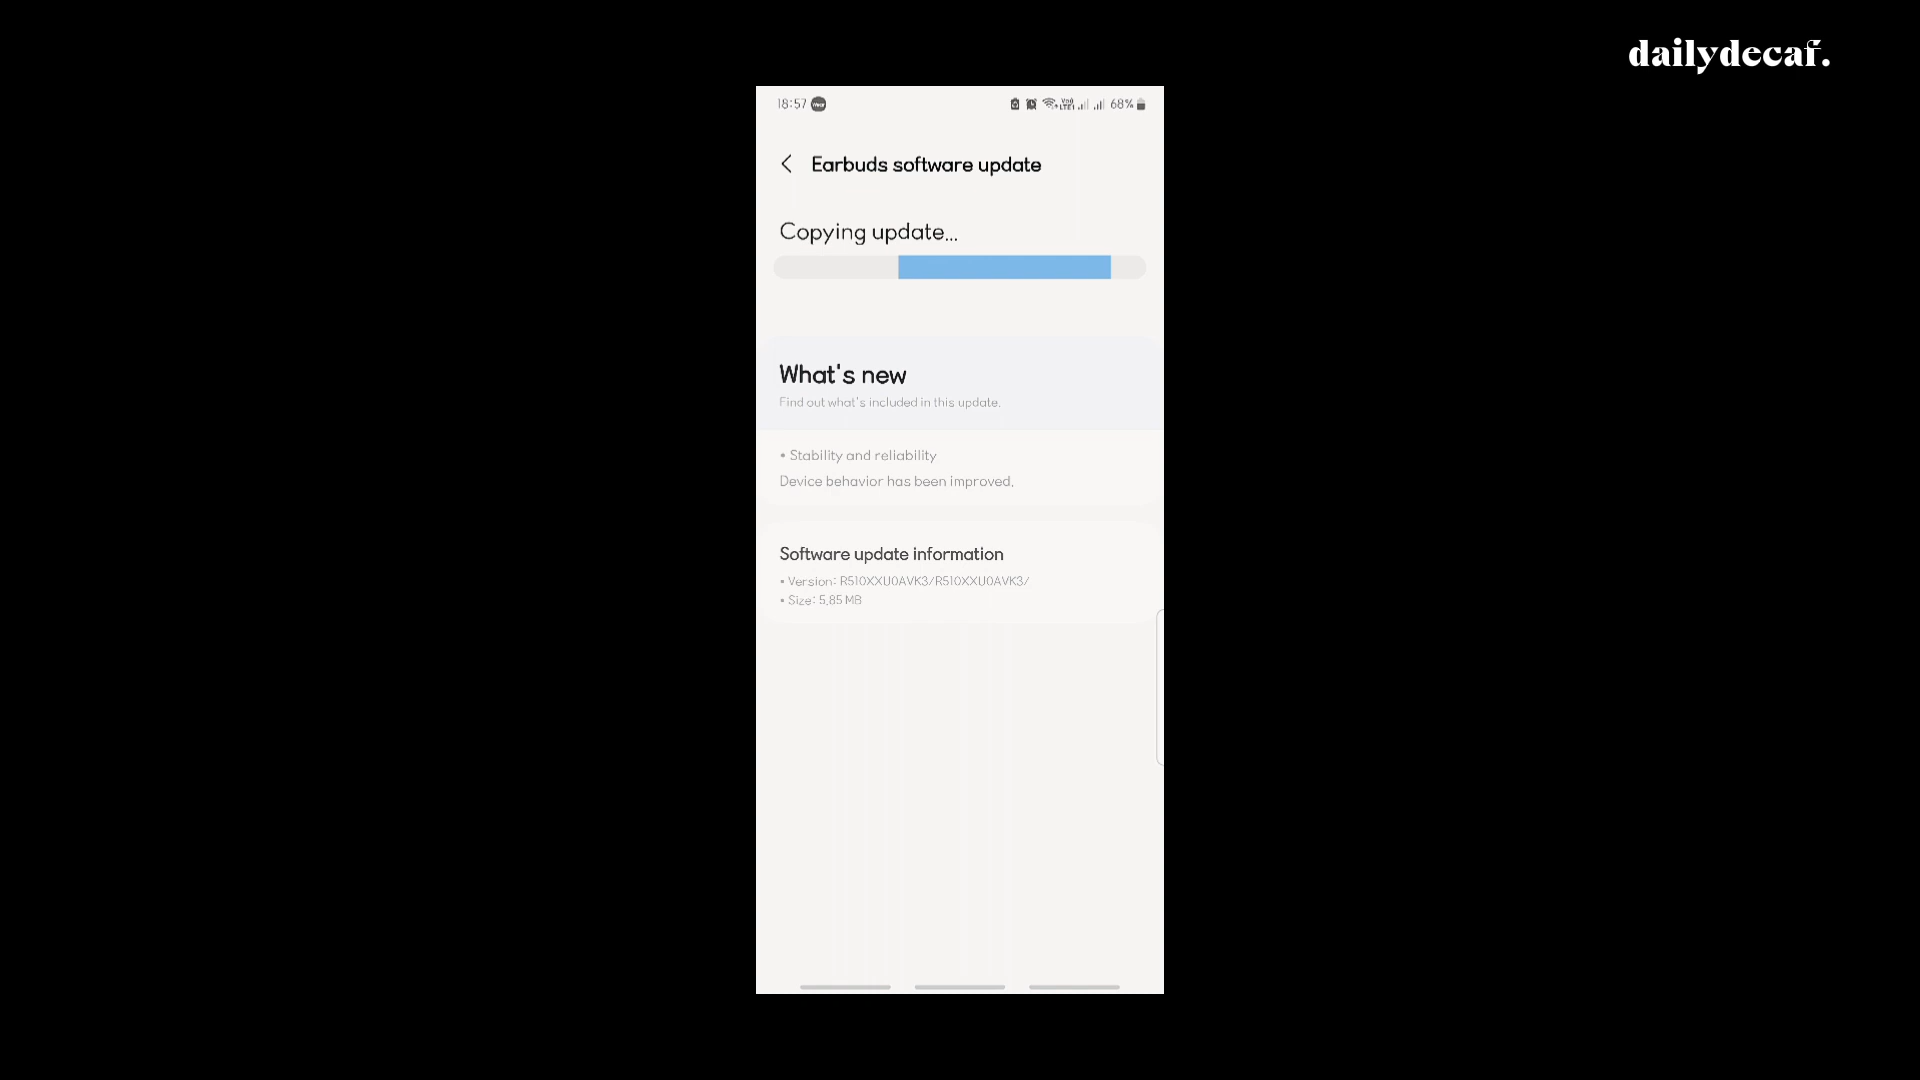 dailydecaf.
18:57
68%
Earbuds software update
Copying update...
What's new
Find out what's included in this update.
• Stability and reliability
Device behavior has been improved.
Software update information
• Version: R510XXU0AVK3/R510XXU0AVK3/
• Size: 5.85 MB